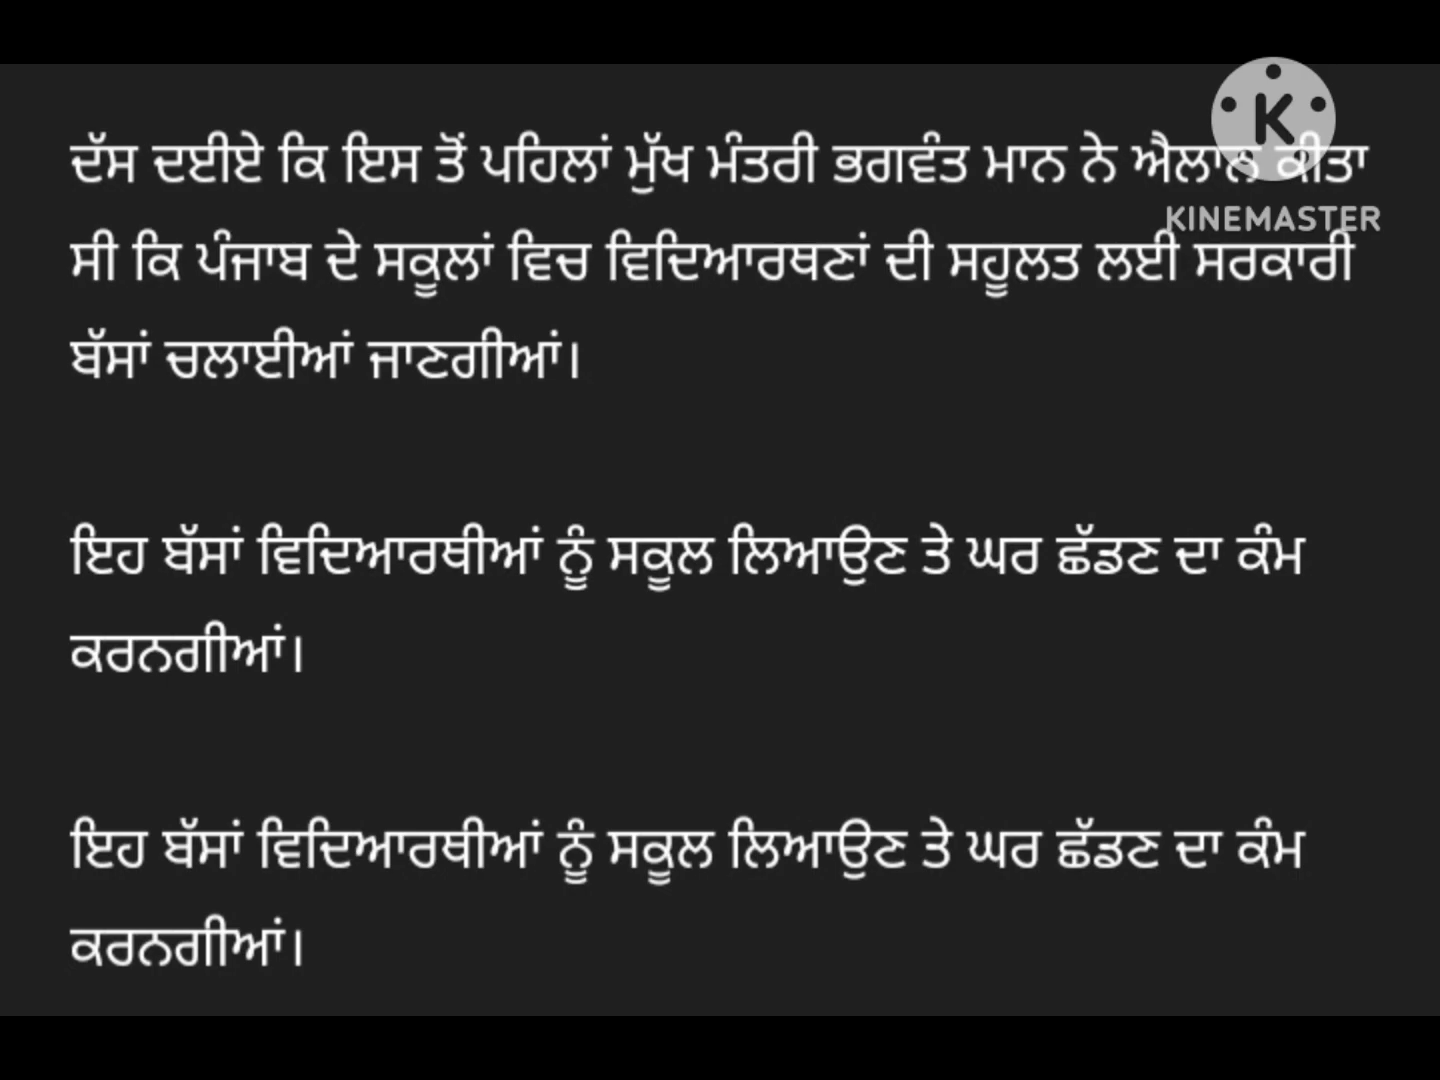 ਦੱਸ ਦਈਏ ਕਿ ਇਸ ਤੋਂ ਪਹਿਲਾਂ ਮੁੱਖ ਮੰਤਰੀ ਭਗਵੰਤ ਮਾਨ ਨੇ ਐਲਾਨ ਕੀਤਾ
KINEMASTER
ਸੀ ਕਿ ਪੰਜਾਬ ਦੇ ਸਕੂਲਾਂ ਵਿਚ ਵਿਦਿਆਰਥਣਾਂ ਦੀ ਸਹੂਲਤ ਲਈ ਸਰਕਾਰੀ
ਬੱਸਾਂ ਚਲਾਈਆਂ ਜਾਣਗੀਆਂ।
ਇਹ ਬੱਸਾਂ ਵਿਦਿਆਰਥੀਆਂ ਨੂੰ ਸਕੂਲ ਲਿਆਉਣ ਤੇ ਘਰ ਛੱਡਣ ਦਾ ਕੰਮ
ਕਰਨਗੀਆਂ।
ਇਹ ਬੱਸਾਂ ਵਿਦਿਆਰਥੀਆਂ ਨੂੰ ਸਕੂਲ ਲਿਆਉਣ ਤੇ ਘਰ ਛੱਡਣ ਦਾ ਕੰਮ
ਕਰਨਗੀਆਂ।